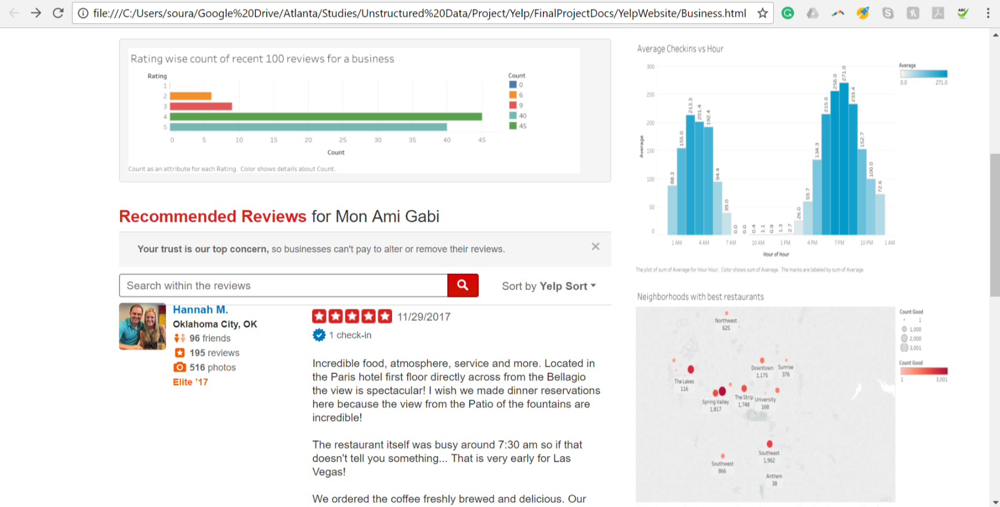 file:///C:/Users/soura/Google%20Drive/Atlanta/Studies/Unstructured%20Data/Project/Yelp/FinalProjectDocs/YelpWebsite/Business.html
Rating wise count of recent 100 reviews for a business
Rating
1
2
3
4
5
0 5 10 15 20 25 30 35 40 45
Count
Count
0
6
9
40
45
Count as an attribute for each Rating. Color shows details about Count.
Recommended Reviews for Mon Ami Gabi
Your trust is our top concern, so businesses can't pay to alter or remove their reviews.
Search within the reviews
Sort by Yelp Sort
Hannah M.
Oklahoma City, OK
96 friends
195 reviews
516 photos
Elite '17
11/29/2017
1 check-in
Incredible food, atmosphere, service and more. Located in
the Paris hotel first floor directly across from the Bellagio
the view is spectacular! I wish we made dinner reservations
here because the view from the Patio of the fountains are
incredible!
The restaurant itself was busy around 7:30 am so if that
doesn't tell you something... That is very early for Las
Vegas!
We ordered the coffee freshly brewed and delicious. Our
Average Checkins vs Hour
300
250
200
150
100
50
0
Average
88.3 155.0 213.3 201.4 192.4 94.4 39.0 0.0 0.0 0.4 1.1 0.9 1.3 2.7 26.0 59.7 134.3 215.0 256.0 271.0 233.4 152.7 100.0 72.6
1 AM 4 AM 7 AM 10 AM 1 PM 4 PM 7 PM 10 PM 1 AM
Hour of Hour
Average
0.0 271.0
The plot of sum of Average for Hour Hour. Color shows sum of Average. The marks are labeled by sum of Average.
Neighborhoods with best restaurants
Northwest
625
Downtown
1,175
Sunrise
376
The Lakes
116
Spring Valley
1,817
The Strip
1,748
University
168
Southeast
1,962
Southwest
866
Anthem
38
Count Good
1
1,000
2,000
3,001
Count Good
1 3,001
ABC